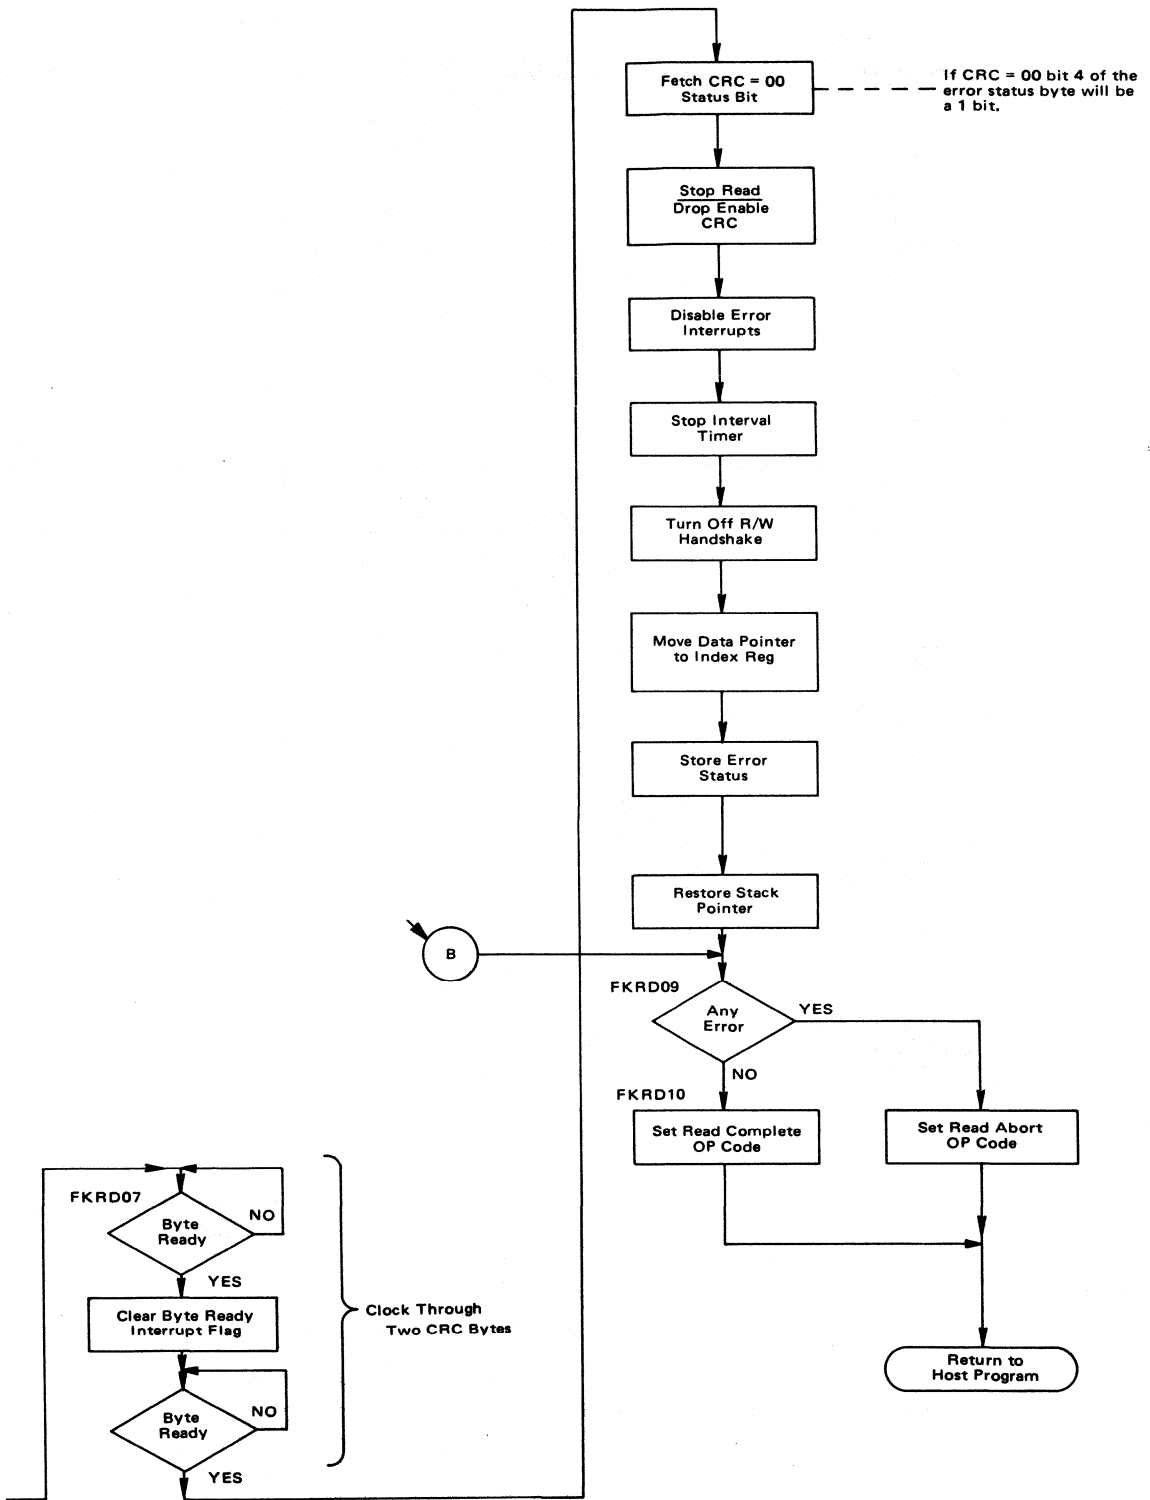 Fetch CRC = 00
Status Bit
If CRC = 00 bit 4 of the
error status byte will be
a 1 bit.
Stop Read
Drop Enable
CRC
Disable Error
Interrupts
Stop Interval
Timer
Turn Off R/W
Handshake
Move Data Pointer
to Index Reg
Store Error
Status
Restore Stack
Pointer
B
FKRD09
Any
Error
YES
NO
FKRD10
Set Read Complete
OP Code
Set Read Abort
OP Code
Return to
Host Program
FKRD07
Byte
Ready
NO
YES
Clear Byte Ready
Interrupt Flag
Byte
Ready
NO
YES
Clock Through
Two CRC Bytes